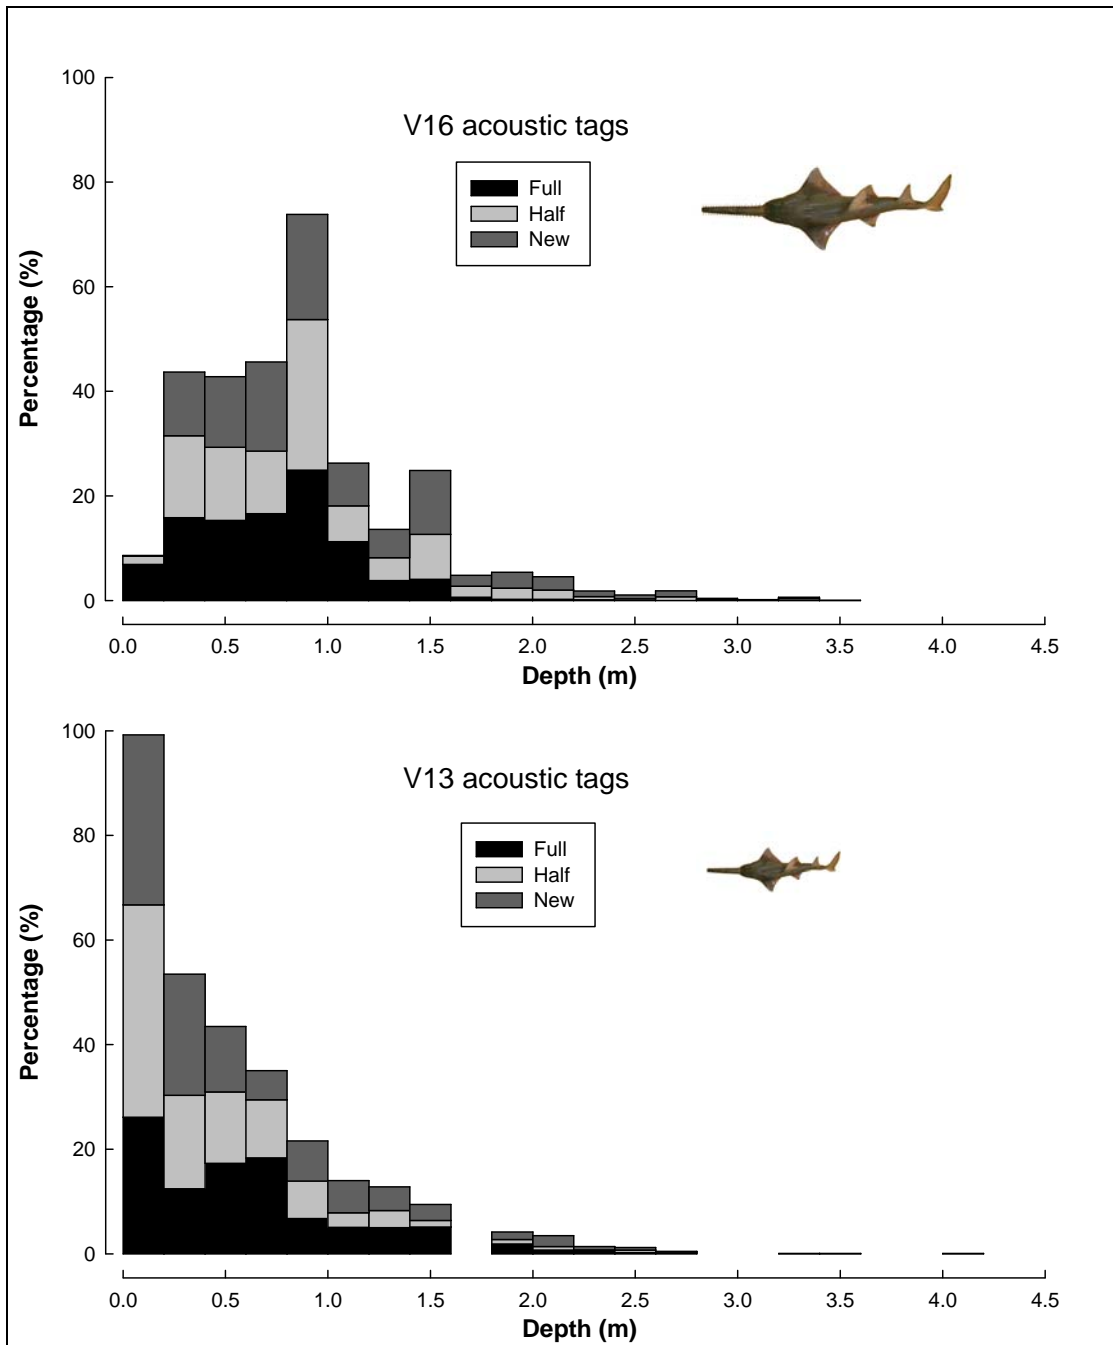 V16 acoustic tags
Full
Half
New
Percentage (%)
100
80
60
40
20
0
0.0 0.5 1.0 1.5 2.0 2.5 3.0 3.5 4.0 4.5
Depth (m)
V13 acoustic tags
Full
Half
New
Percentage (%)
100
80
60
40
20
0
0.0 0.5 1.0 1.5 2.0 2.5 3.0 3.5 4.0 4.5
Depth (m)